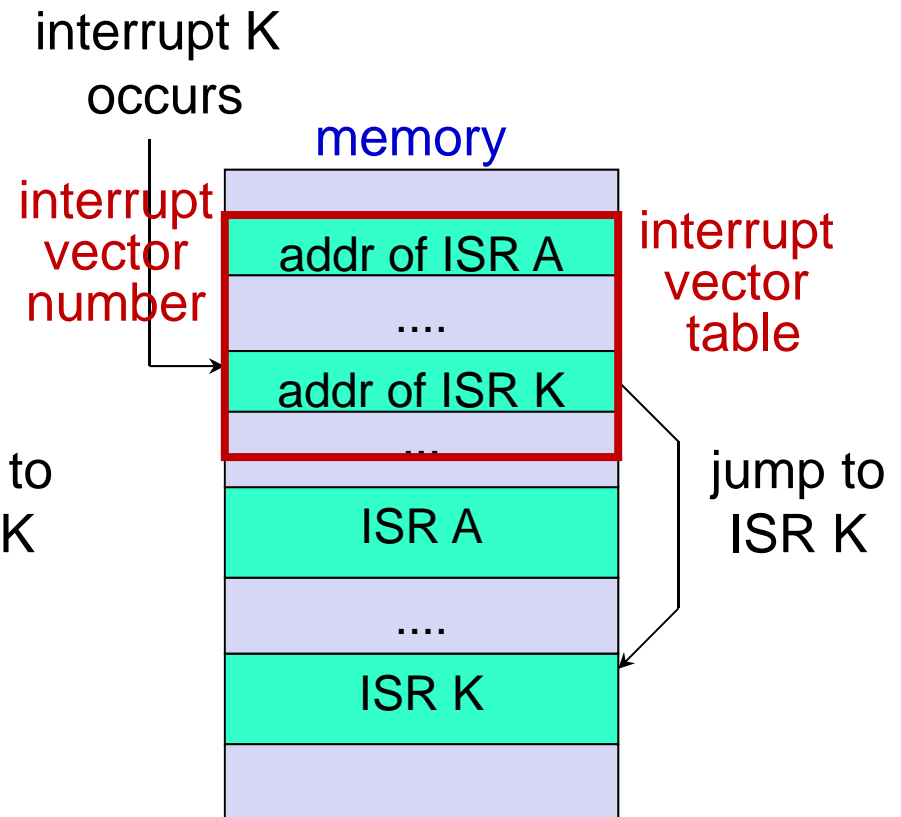 interrupt K
occurs
memory
interrupt
vector
number
addr of ISR A
....
addr of ISR K
...
interrupt
vector
table
to
K
jump to
ISR K
ISR A
....
ISR K